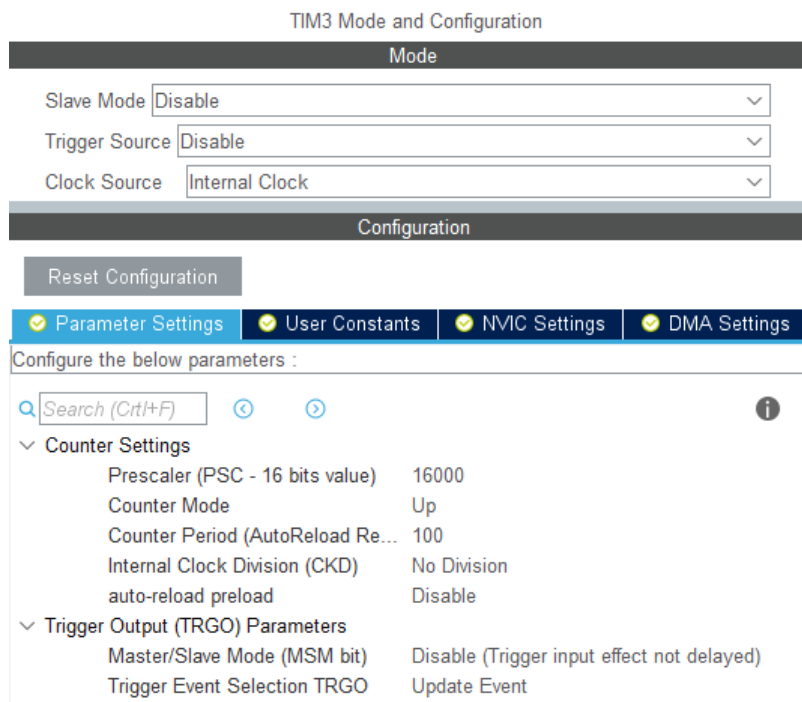 TIM3 Mode and Configuration
Mode
Slave Mode Disable
Trigger Source Disable
Clock Source Internal Clock
Configuration
Reset Configuration
Parameter Settings User Constants NVIC Settings DMA Settings
Configure the below parameters :
Search (Crtl+F)
Counter Settings
Prescaler (PSC - 16 bits value) 16000
Counter Mode Up
Counter Period (AutoReload Re... 100
Internal Clock Division (CKD) No Division
auto-reload preload Disable
Trigger Output (TRGO) Parameters
Master/Slave Mode (MSM bit) Disable (Trigger input effect not delayed)
Trigger Event Selection TRGO Update Event